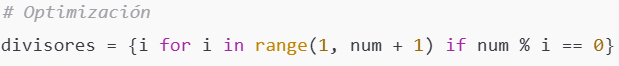 # Optimización
divisores = {i for i in range(1, num + 1) if num % i == 0}